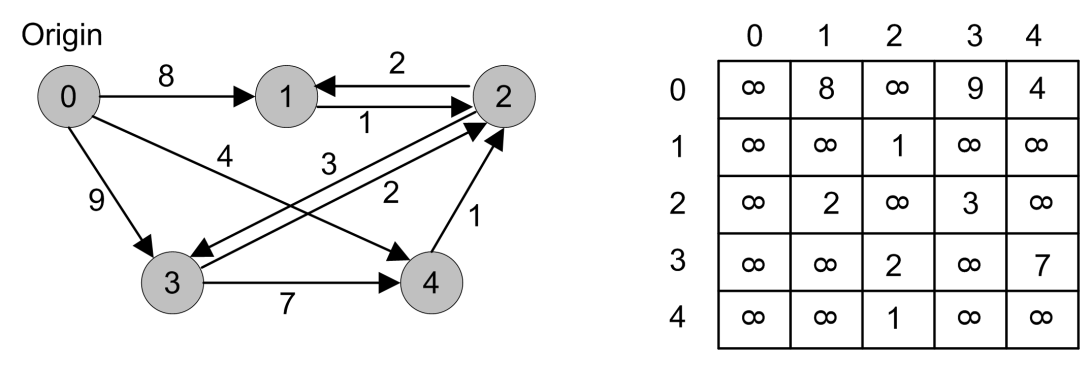 Origin
0 8 1 2 2
1
4 3 2
9 1
3 7 4
0 1 2 3 4
0 ∞ 8 ∞ 9 4
1 ∞ ∞ 1 ∞ ∞
2 ∞ 2 ∞ 3 ∞
3 ∞ ∞ 2 ∞ 7
4 ∞ ∞ 1 ∞ ∞